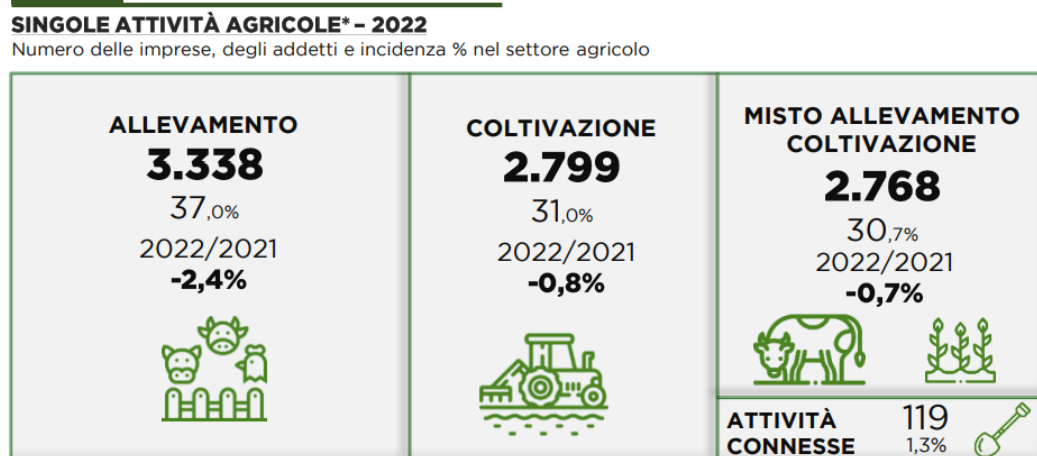 SINGOLE ATTIVITÀ AGRICOLE* – 2022
Numero delle imprese, degli addetti e incidenza % nel settore agricolo
ALLEVAMENTO
3.338
37,0%
2022/2021
-2,4%
COLTIVAZIONE
2.799
31,0%
2022/2021
-0,8%
MISTO ALLEVAMENTO
COLTIVAZIONE
2.768
30,7%
2022/2021
-0,7%
ATTIVITÀ
CONNESSE
119
1,3%